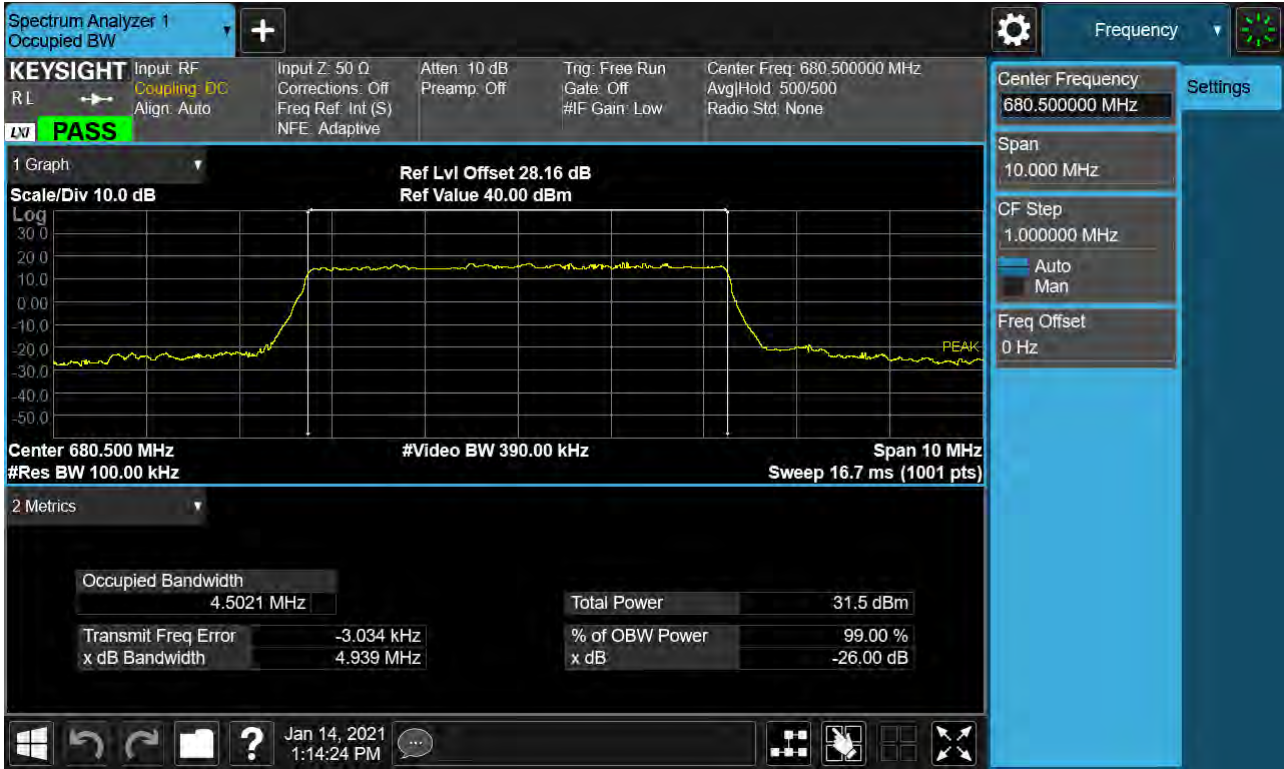 Spectrum Analyzer 1
Occupied BW
+
Frequency
KEYSIGHT
R L
LXI PASS
Input: RF
Coupling: DC
Align: Auto
Input Z: 50 Ω
Corrections: Off
Freq Ref: Int (S)
NFE: Adaptive
Atten: 10 dB
Preamp: Off
Trig: Free Run
Gate: Off
#IF Gain: Low
Center Freq: 680.500000 MHz
Avg|Hold: 500/500
Radio Std: None
Center Frequency
680.500000 MHz
Settings
Span
10.000 MHz
CF Step
1.000000 MHz
Auto
Man
Freq Offset
0 Hz
1 Graph
Scale/Div 10.0 dB
Ref Lvl Offset 28.16 dB
Ref Value 40.00 dBm
Log
30.0
20.0
10.0
0.00
-10.0
-20.0
-30.0
-40.0
-50.0
PEAK
Center 680.500 MHz
#Video BW 390.00 kHz
Span 10 MHz
#Res BW 100.00 kHz
Sweep 16.7 ms (1001 pts)
2 Metrics
Occupied Bandwidth
4.5021 MHz
Total Power 31.5 dBm
Transmit Freq Error -3.034 kHz
% of OBW Power 99.00 %
x dB Bandwidth 4.939 MHz
x dB -26.00 dB
?
Jan 14, 2021
1:14:24 PM